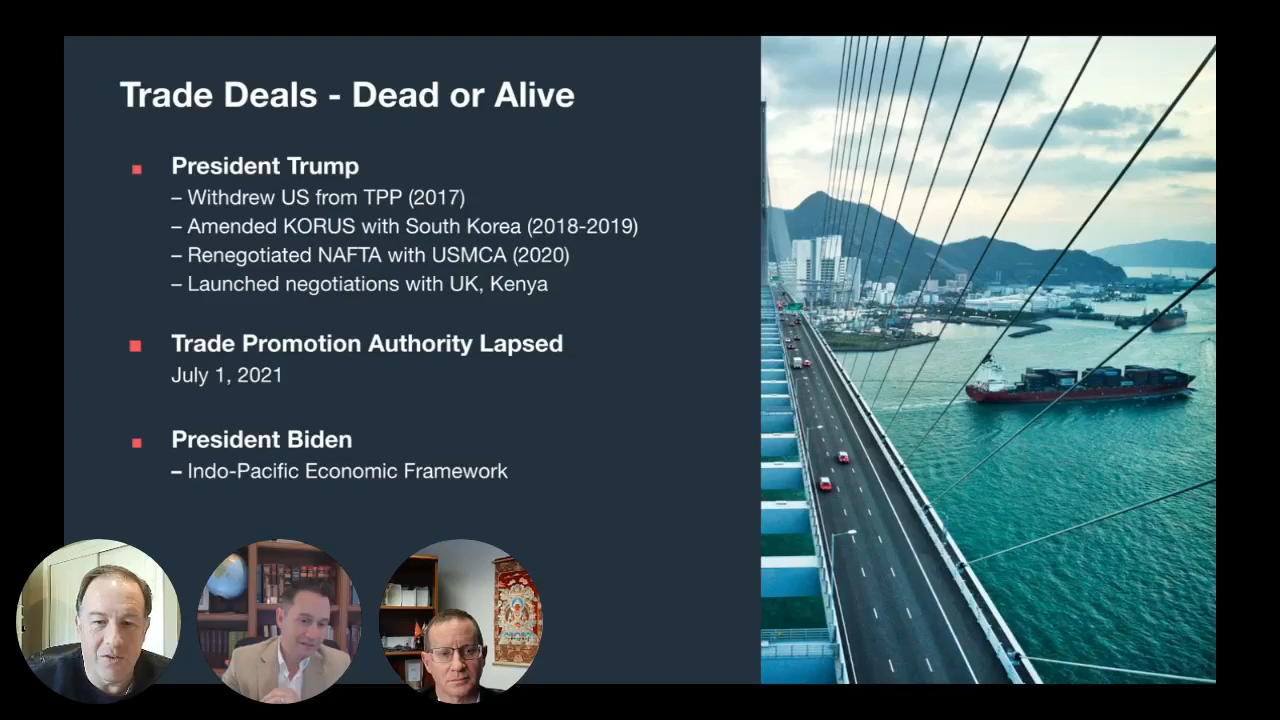 Trade Deals - Dead or Alive
President Trump
– Withdrew US from TPP (2017)
– Amended KORUS with South Korea (2018-2019)
– Renegotiated NAFTA with USMCA (2020)
– Launched negotiations with UK, Kenya
Trade Promotion Authority Lapsed
July 1, 2021
President Biden
– Indo-Pacific Economic Framework